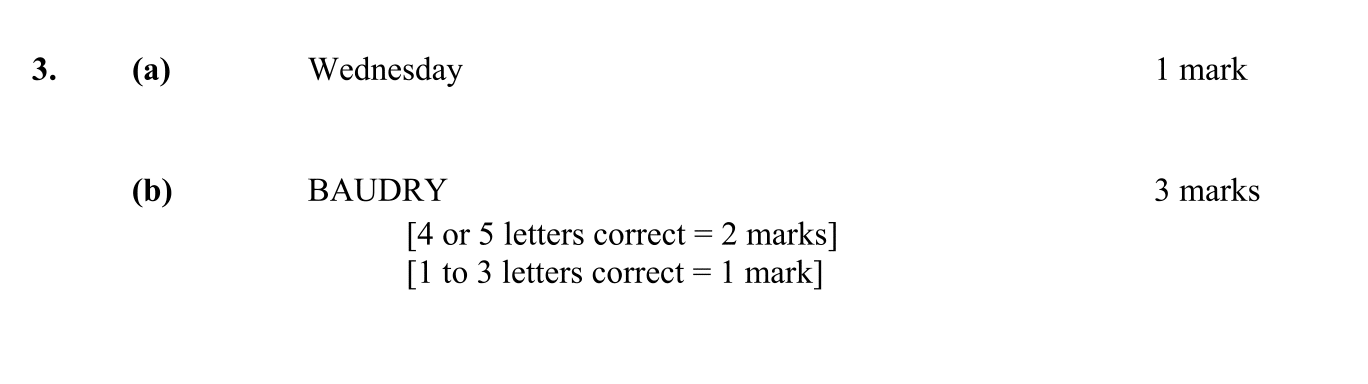 3. (a) Wednesday 1 mark
(b) BAUDRY 3 marks
[4 or 5 letters correct = 2 marks]
[1 to 3 letters correct = 1 mark]